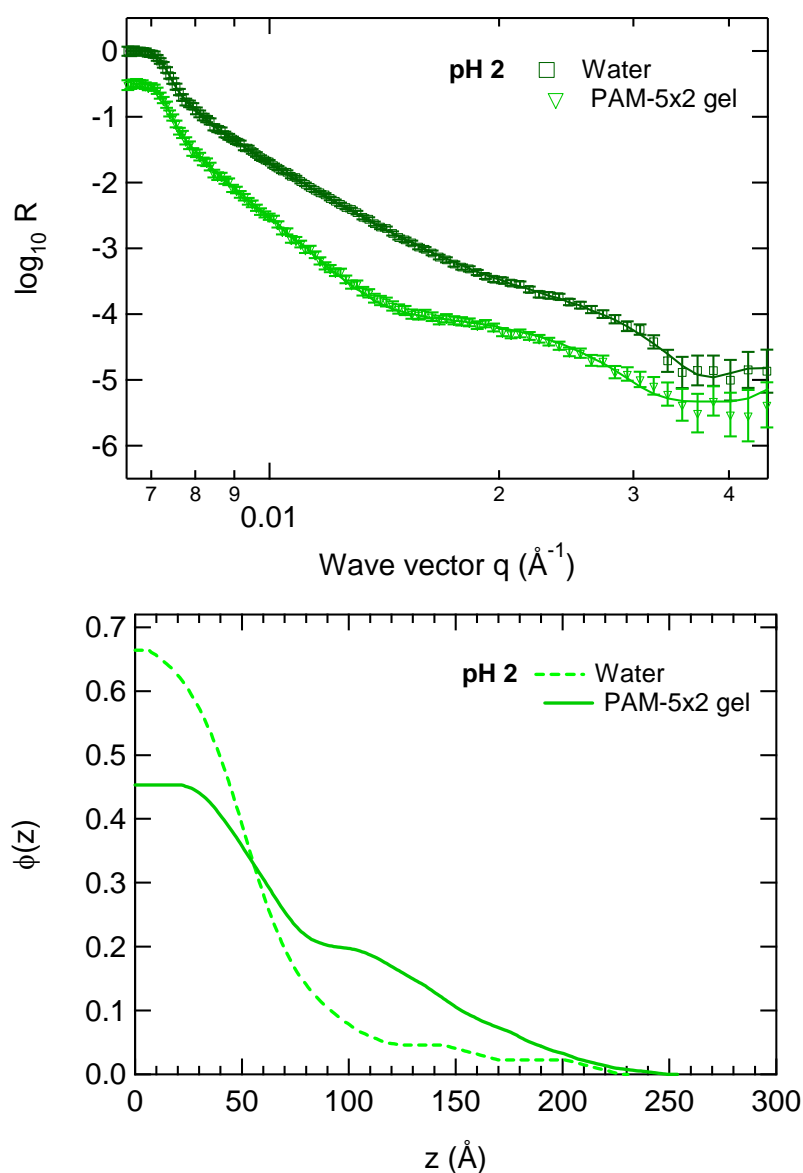 0
-1
-2
-3
-4
-5
-6
log10 R
pH 2 Water
PAM-5x2 gel
7 8 9 2 3 4
0.01
Wave vector q (Å-1)
0.7
0.6
0.5
0.4
0.3
0.2
0.1
0.0
ϕ(z)
pH 2 Water
PAM-5x2 gel
0 50 100 150 200 250 300
z (Å)